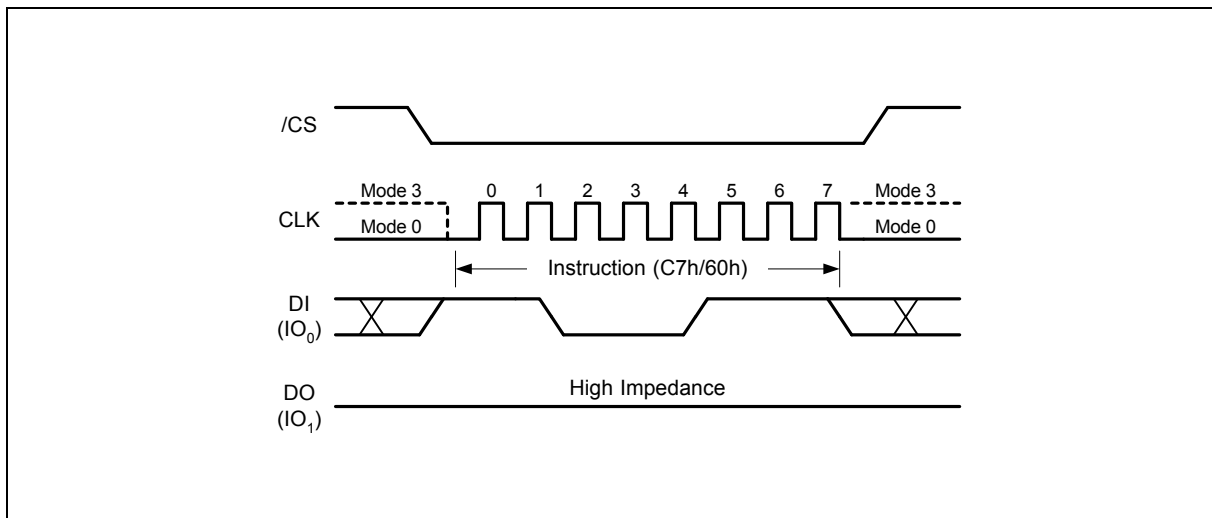 /CS
Mode 3 0 1 2 3 4 5 6 7 Mode 3
CLK
Mode 0 Mode 0
Instruction (C7h/60h)
DI
(IO0)
High Impedance
DO
(IO1)